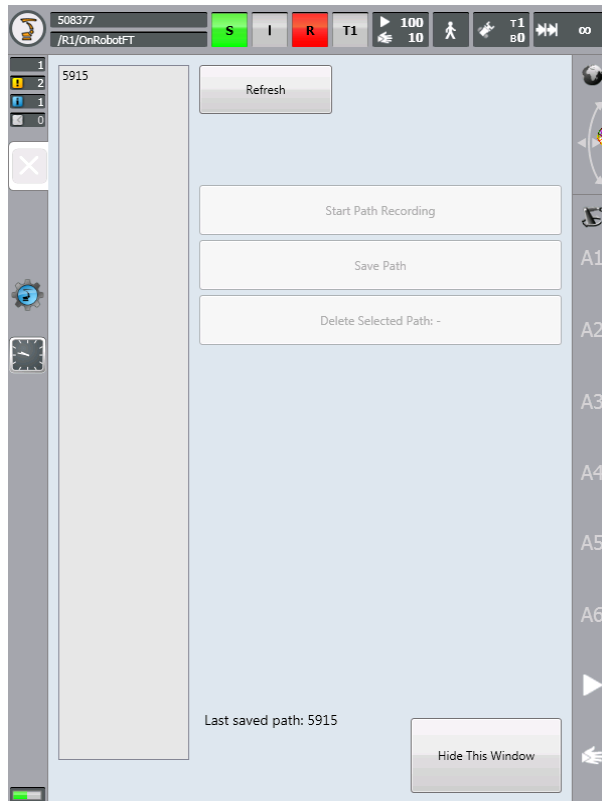 508377
/R1/OnRobotFT
S
I
R
T1
100
10
T1
B0
∞
1
2
1
0
5915
Refresh
Start Path Recording
Save Path
Delete Selected Path: -
A1
A2
A3
A4
A5
A6
Last saved path: 5915
Hide This Window